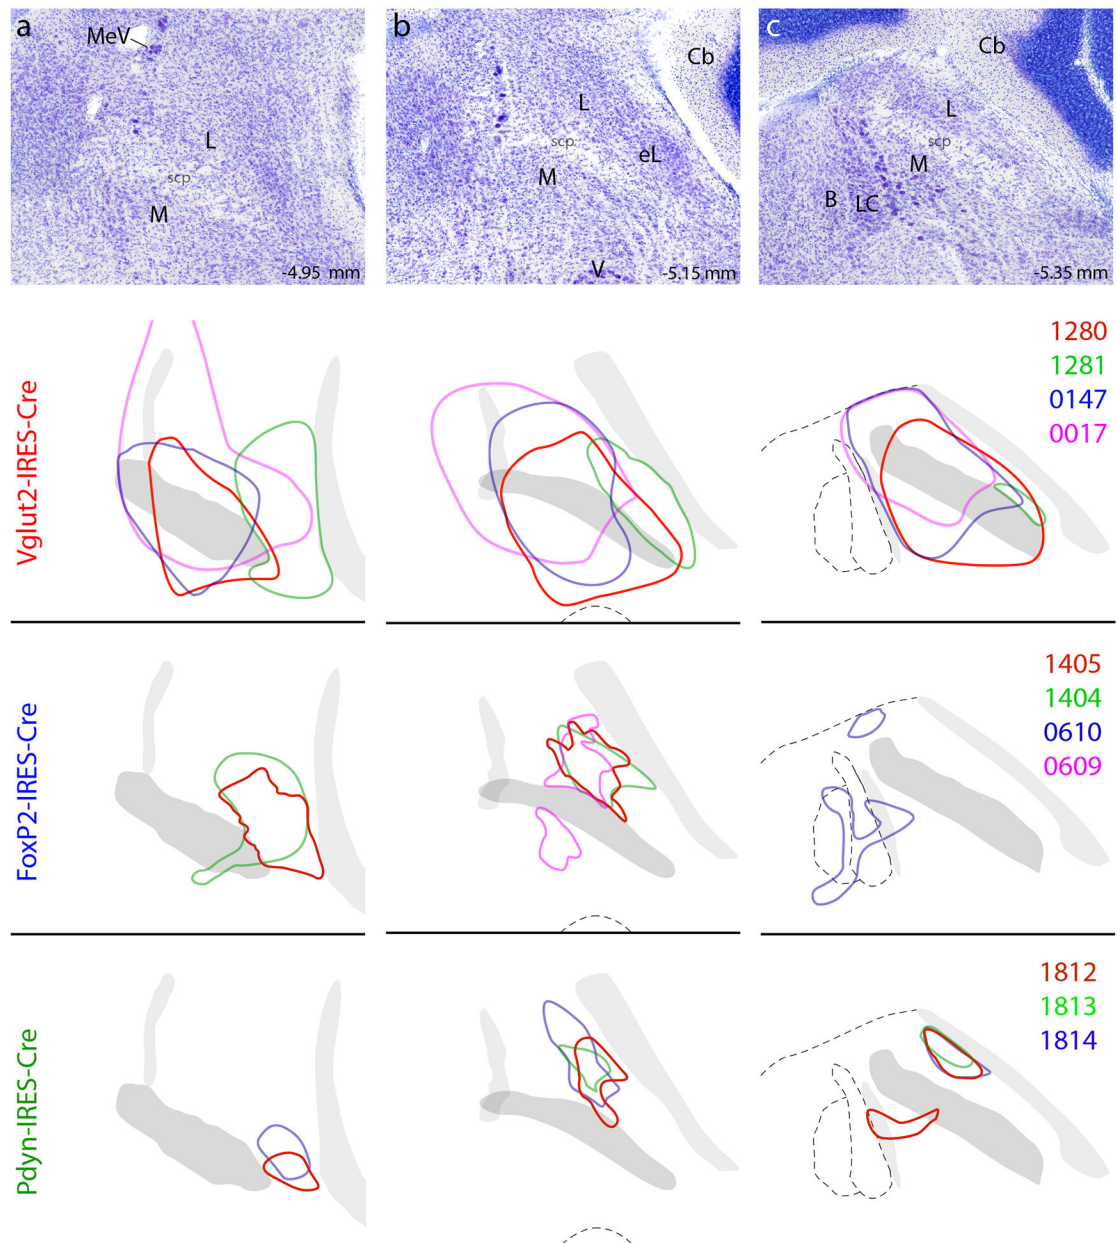 a
MeV
L
scp
M
-4.95 mm
b
Cb
L
scp
eL
M
V
-5.15 mm
c
Cb
L
scp
M
B
LC
-5.35 mm
Vglut2-IRES-Cre
1280
1281
0147
0017
FoxP2-IRES-Cre
1405
1404
0610
0609
Pdyn-IRES-Cre
1812
1813
1814